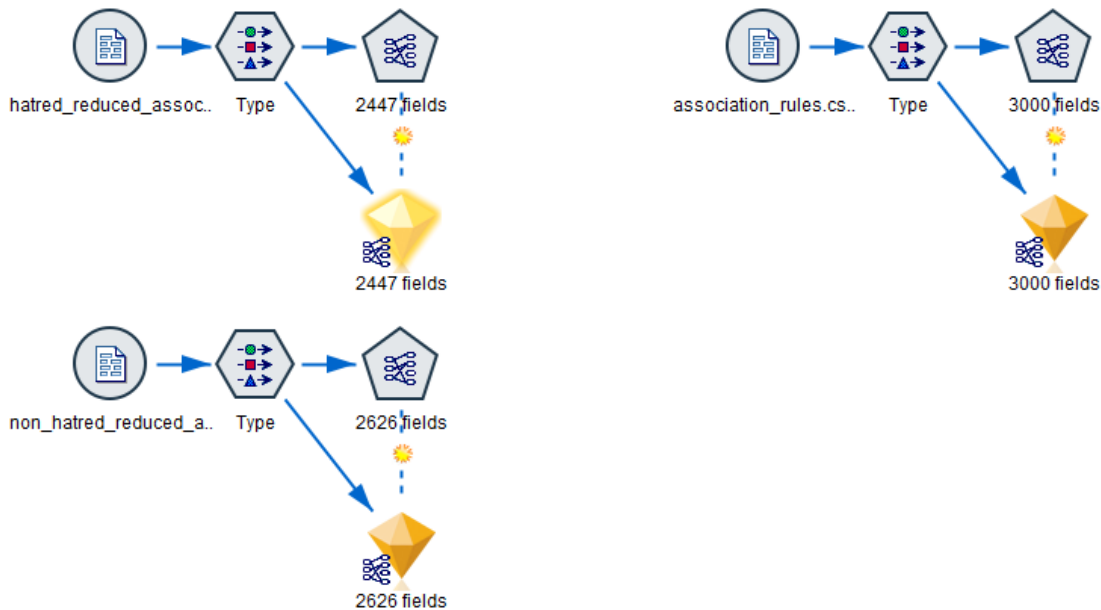 hatred_reduced_assoc.. Type 2447 fields
association_rules.cs.. Type 3000 fields
2447 fields
3000 fields
non_hatred_reduced_a.. Type 2626 fields
2626 fields